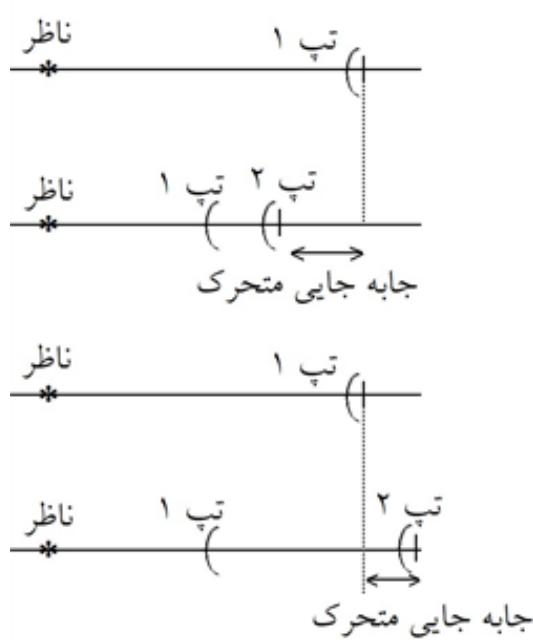 ناظر تپ ۱
ناظر تپ ۱ تپ ۲
جابه جایی متحرک
ناظر تپ ۱
ناظر تپ ۱ تپ ۲
جابه جایی متحرک